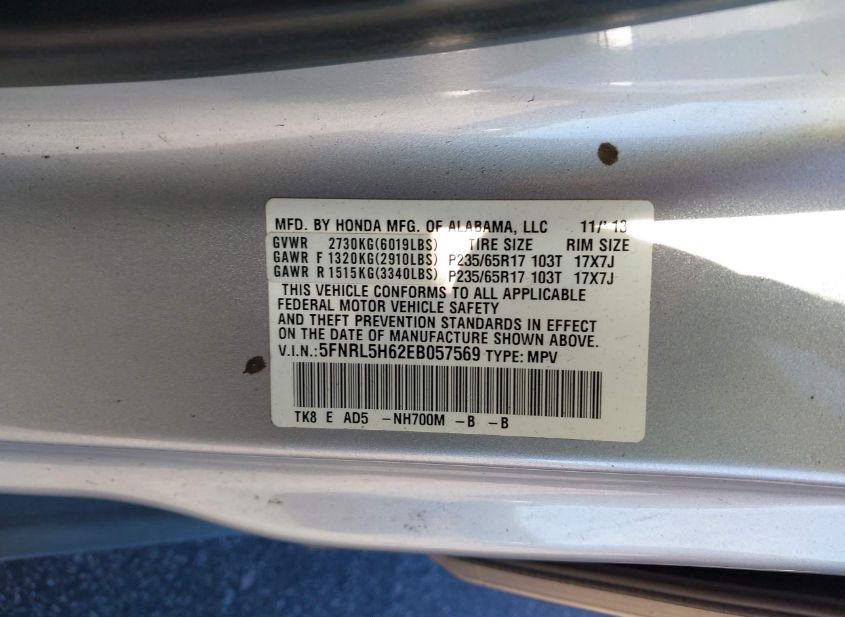 MFD. BY HONDA MFG. OF ALABAMA, LLC 11/'13
GVWR 2730KG(6019LBS) TIRE SIZE RIM SIZE
GAWR F 1320KG(2910LBS) P235/65R17 103T 17X7J
GAWR R 1515KG(3340LBS) P235/65R17 103T 17X7J
THIS VEHICLE CONFORMS TO ALL APPLICABLE
FEDERAL MOTOR VEHICLE SAFETY
AND THEFT PREVENTION STANDARDS IN EFFECT
ON THE DATE OF MANUFACTURE SHOWN ABOVE.
V.I.N.:5FNRL5H62EB057569 TYPE:MPV
TK8 E AD5 -NH700M -B -B